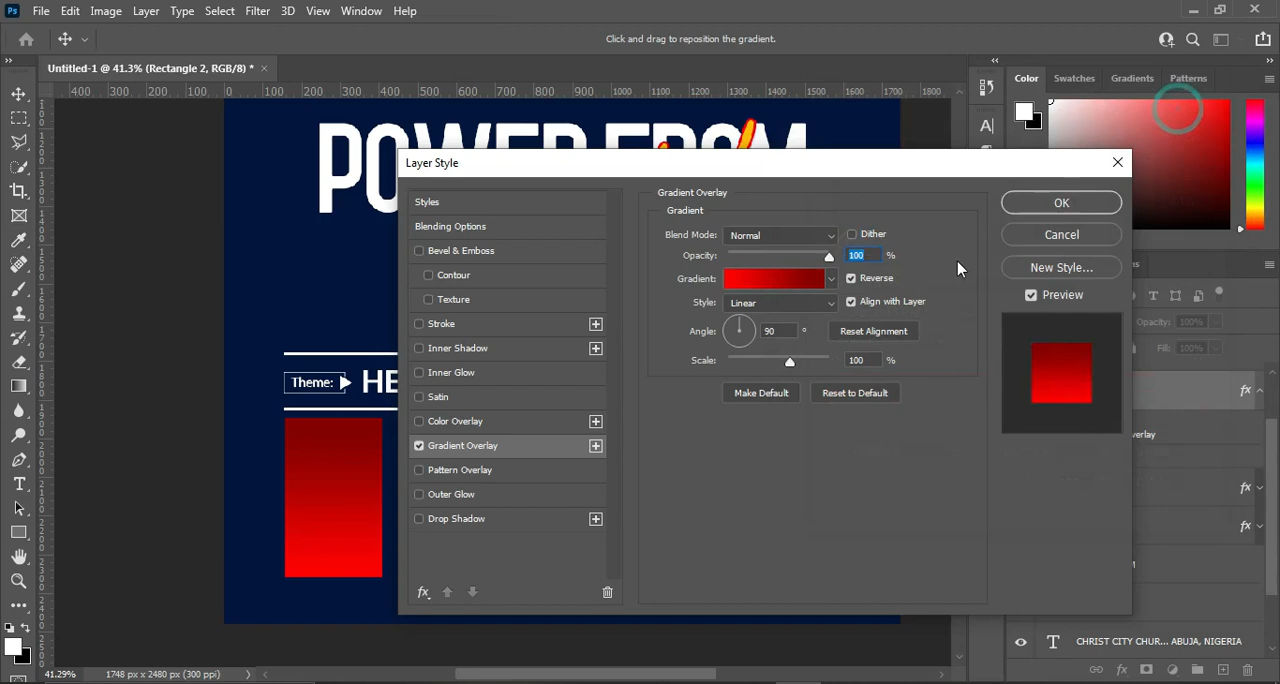 Ps File Edit Image Layer Type Select Filter 3D View Window Help
Click and drag to reposition the gradient.
Untitled-1 @ 41.3% (Rectangle 2, RGB/8) * ×
Color Swatches Gradients Patterns
400 300 200 100 0 100 200 300 400 500 600 700 800 900 1000 1100 1200 1300 1400 1500 1600 1700 1800
POWER FROM
Theme: HE
Layer Style
Styles
Blending Options
Bevel & Emboss
Contour
Texture
Stroke
Inner Shadow
Inner Glow
Satin
Color Overlay
Gradient Overlay
Pattern Overlay
Outer Glow
Drop Shadow
fx
Gradient Overlay
Gradient
Blend Mode: Normal Dither
Opacity: 100 %
Gradient: Reverse
Style: Linear Align with Layer
Angle: 90 ° Reset Alignment
Scale: 100 %
Make Default Reset to Default
OK
Cancel
New Style...
Preview
Opacity: 100%
Fill: 100%
fx
erlay
fx
fx
M
T CHRIST CITY CHUR... ABUJA, NIGERIA
41.29% 1748 px x 2480 px (300 ppi)